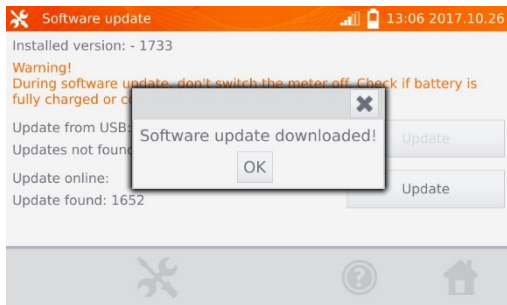 Software update
13:06 2017.10.26
Installed version: - 1733
Warning!
During software update, don't switch the meter off. Check if battery is
fully charged or
Update from USB:
Updates not found
Software update downloaded!
OK
Update
Update online:
Update found: 1652
Update